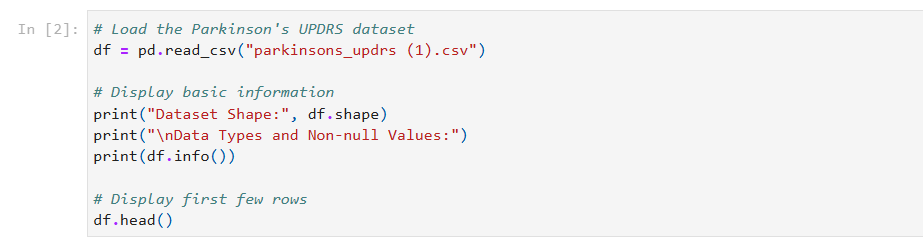 In [2]: # Load the Parkinson's UPDRS dataset
df = pd.read_csv("parkinsons_updrs (1).csv")
# Display basic information
print("Dataset Shape:", df.shape)
print("\nData Types and Non-null Values:")
print(df.info())
# Display first few rows
df.head()